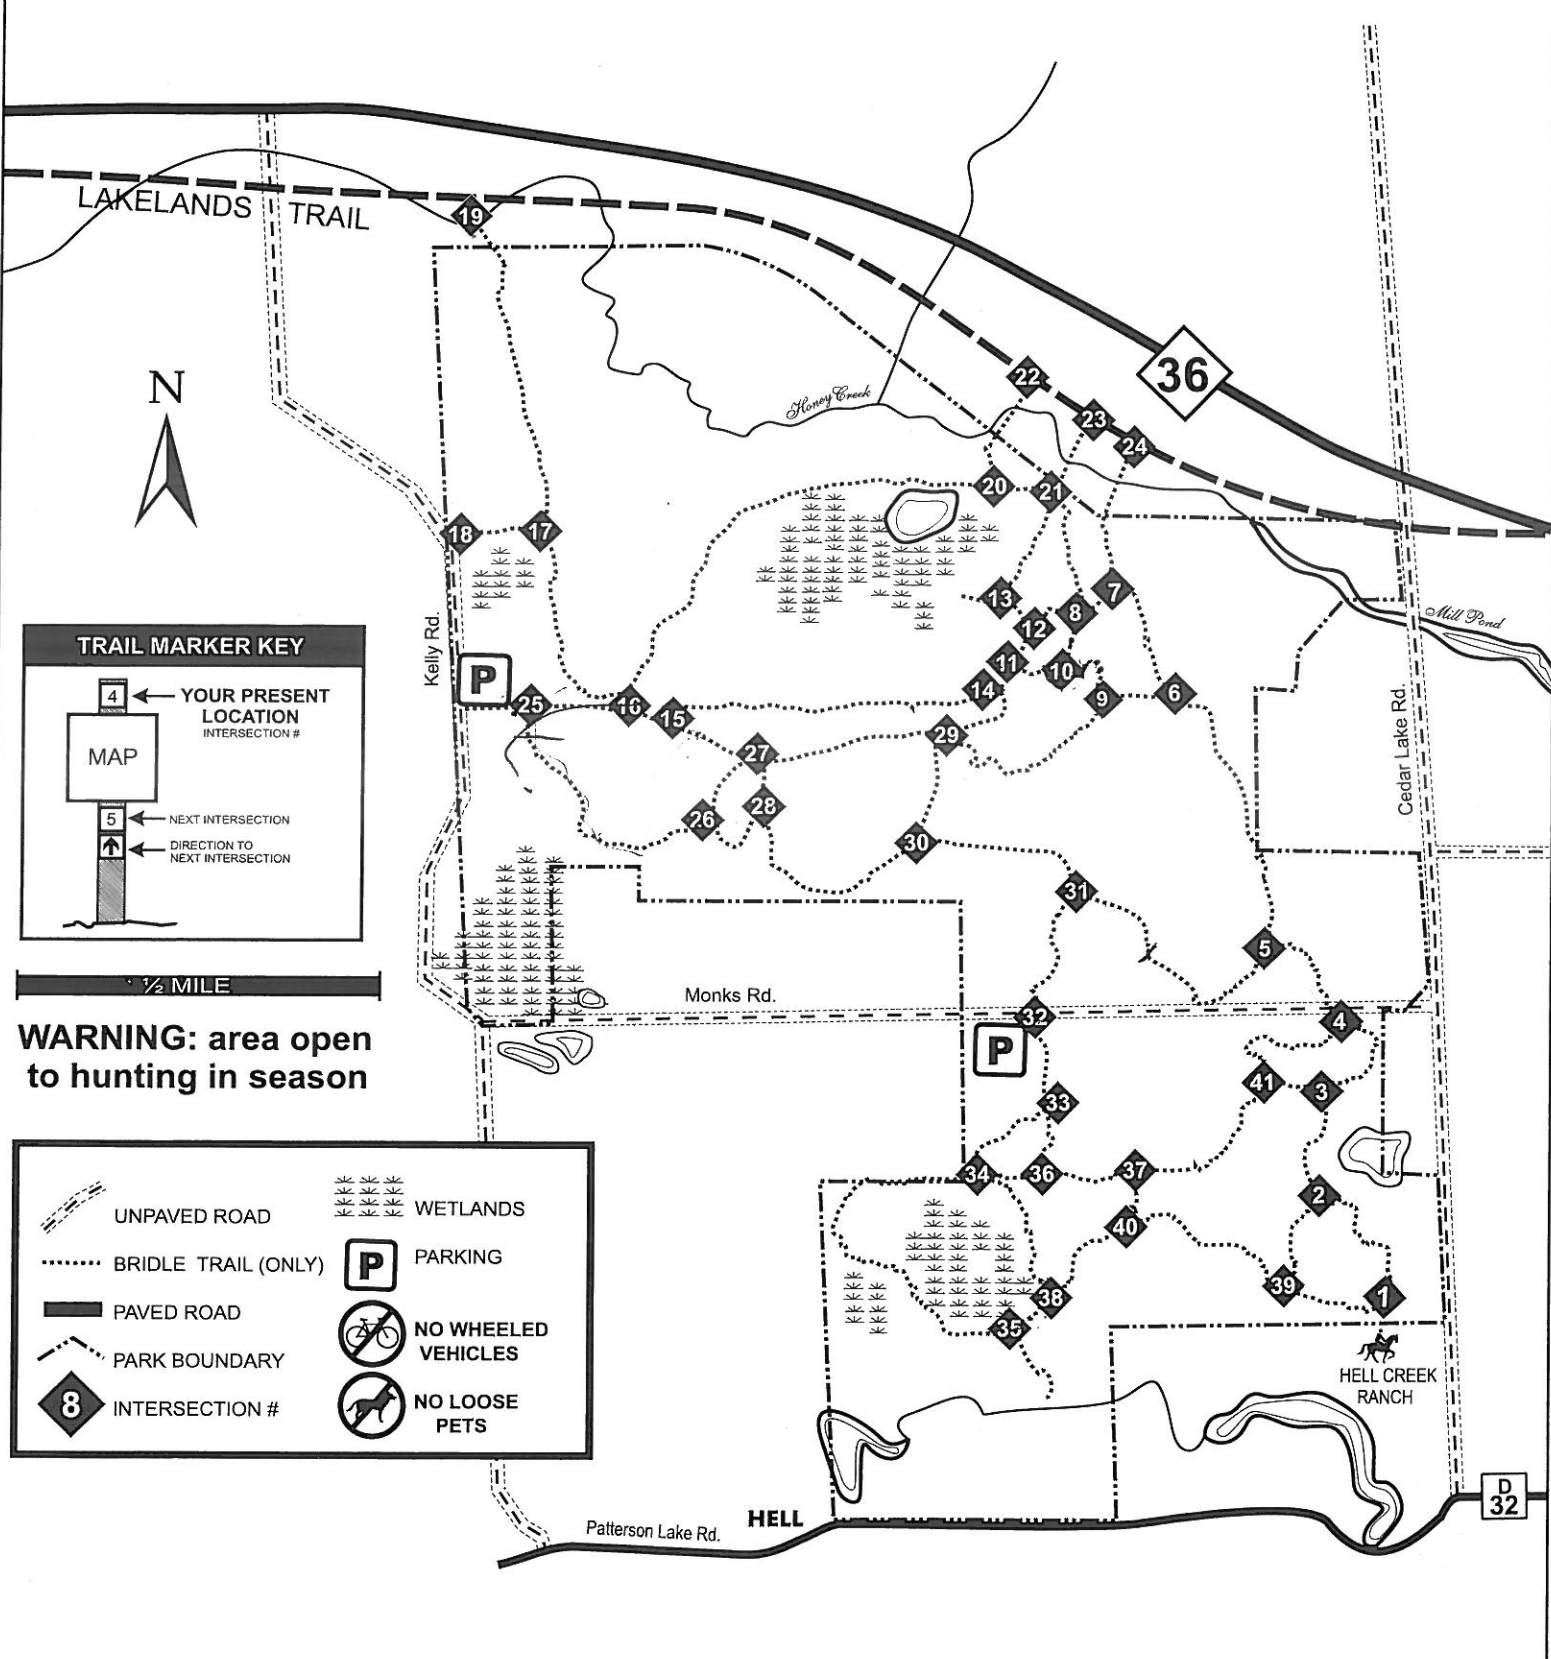 LAKELANDS TRAIL
19
N
36
22
23
24
Honey Creek
20
21
18
17
Mill Pond
Kelly Rd.
13
7
8
12
11
10
14
9
6
P
25
16
15
29
27
Cedar Lake Rd.
26
28
30
31
5
TRAIL MARKER KEY
4
YOUR PRESENT
LOCATION
INTERSECTION #
MAP
5
NEXT INTERSECTION
DIRECTION TO
NEXT INTERSECTION
½ MILE
WARNING: area open
to hunting in season
Monks Rd.
32
P
4
41
3
33
34
36
37
2
40
39
1
38
35
HELL CREEK
RANCH
UNPAVED ROAD
BRIDLE TRAIL (ONLY)
PAVED ROAD
PARK BOUNDARY
8 INTERSECTION #
WETLANDS
P PARKING
NO WHEELED
VEHICLES
NO LOOSE
PETS
D
32
HELL
Patterson Lake Rd.